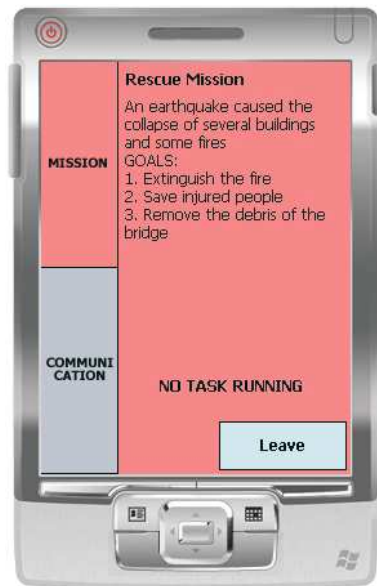 Rescue Mission
An earthquake caused the
collapse of several buildings
and some fires
GOALS:
1. Extinguish the fire
2. Save injured people
3. Remove the debris of the
bridge
MISSION
COMMUNI
CATION
NO TASK RUNNING
Leave